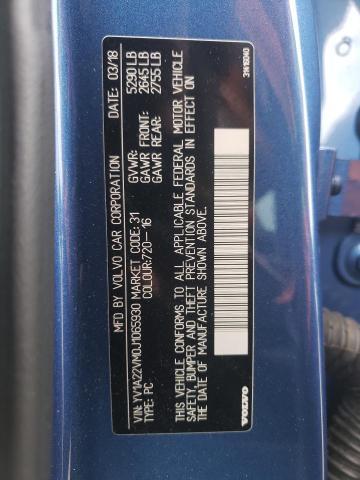 MFD BY VOLVO CAR CORPORATION DATE: 03/18
VIN: YV1A22VM0J1065930 MARKET CODE: 31
TYPE: PC COLOUR:720-16
GVWR: 5290 LB
GAWR FRONT: 2645 LB
GAWR REAR: 2755 LB
THIS VEHICLE CONFORMS TO ALL APPLICABLE FEDERAL MOTOR VEHICLE
SAFETY, BUMPER AND THEFT PREVENTION STANDARDS IN EFFECT ON
THE DATE OF MANUFACTURE SHOWN ABOVE.
VOLVO